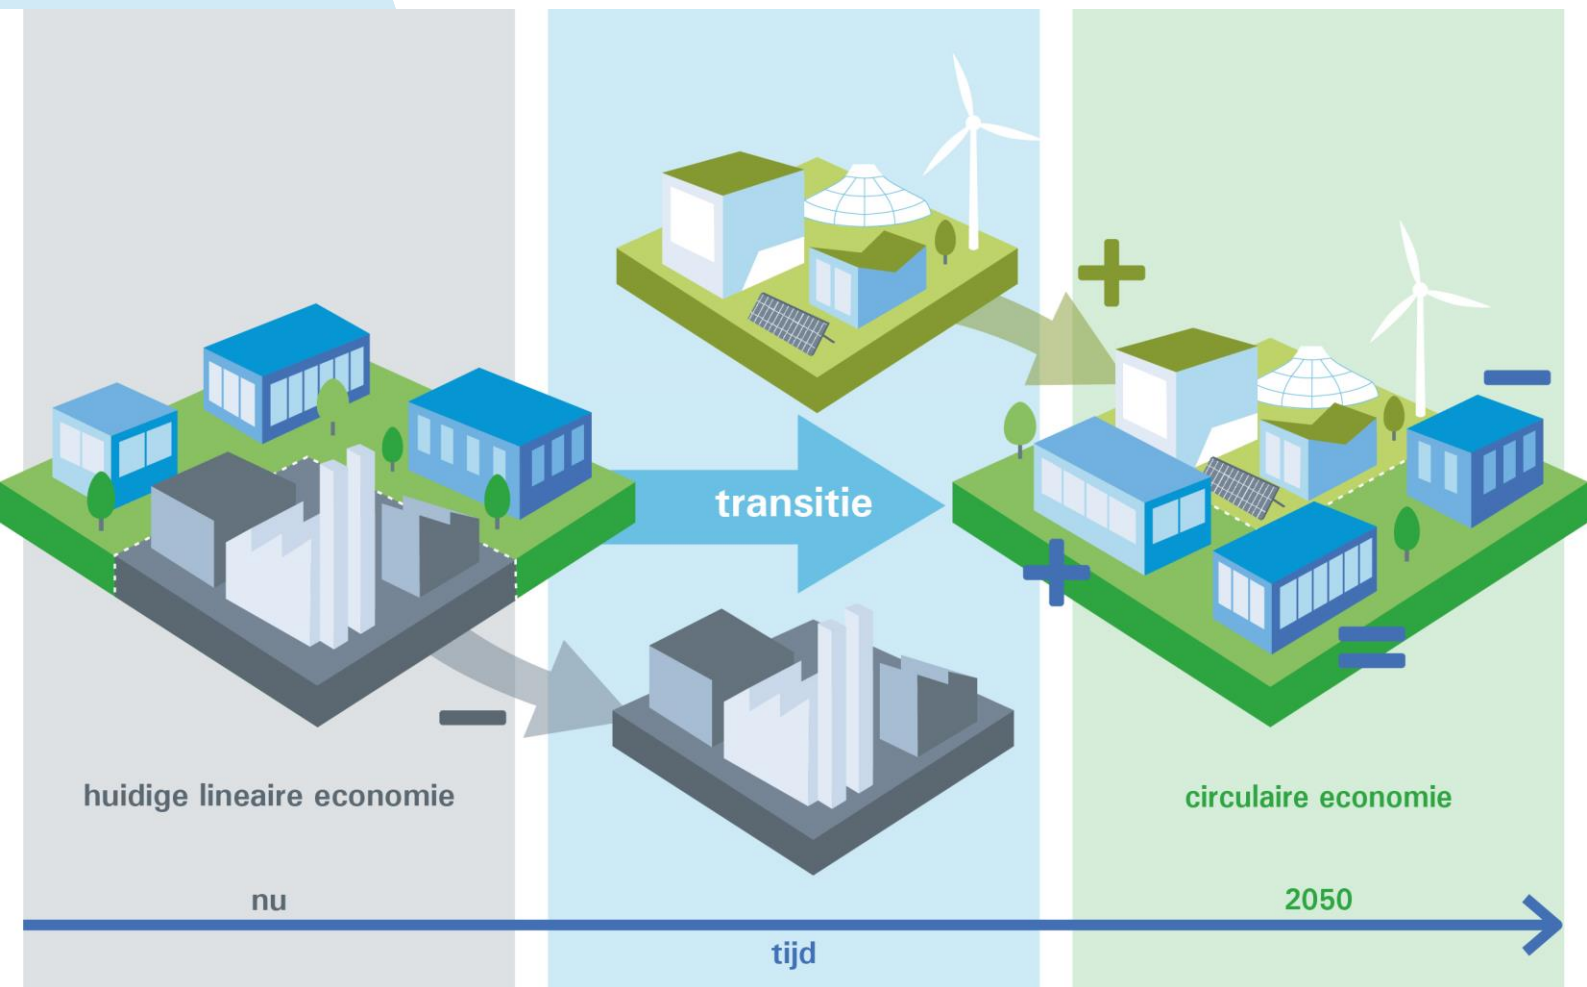 transitie
huidige lineaire economie
circulaire economie
nu
2050
tijd